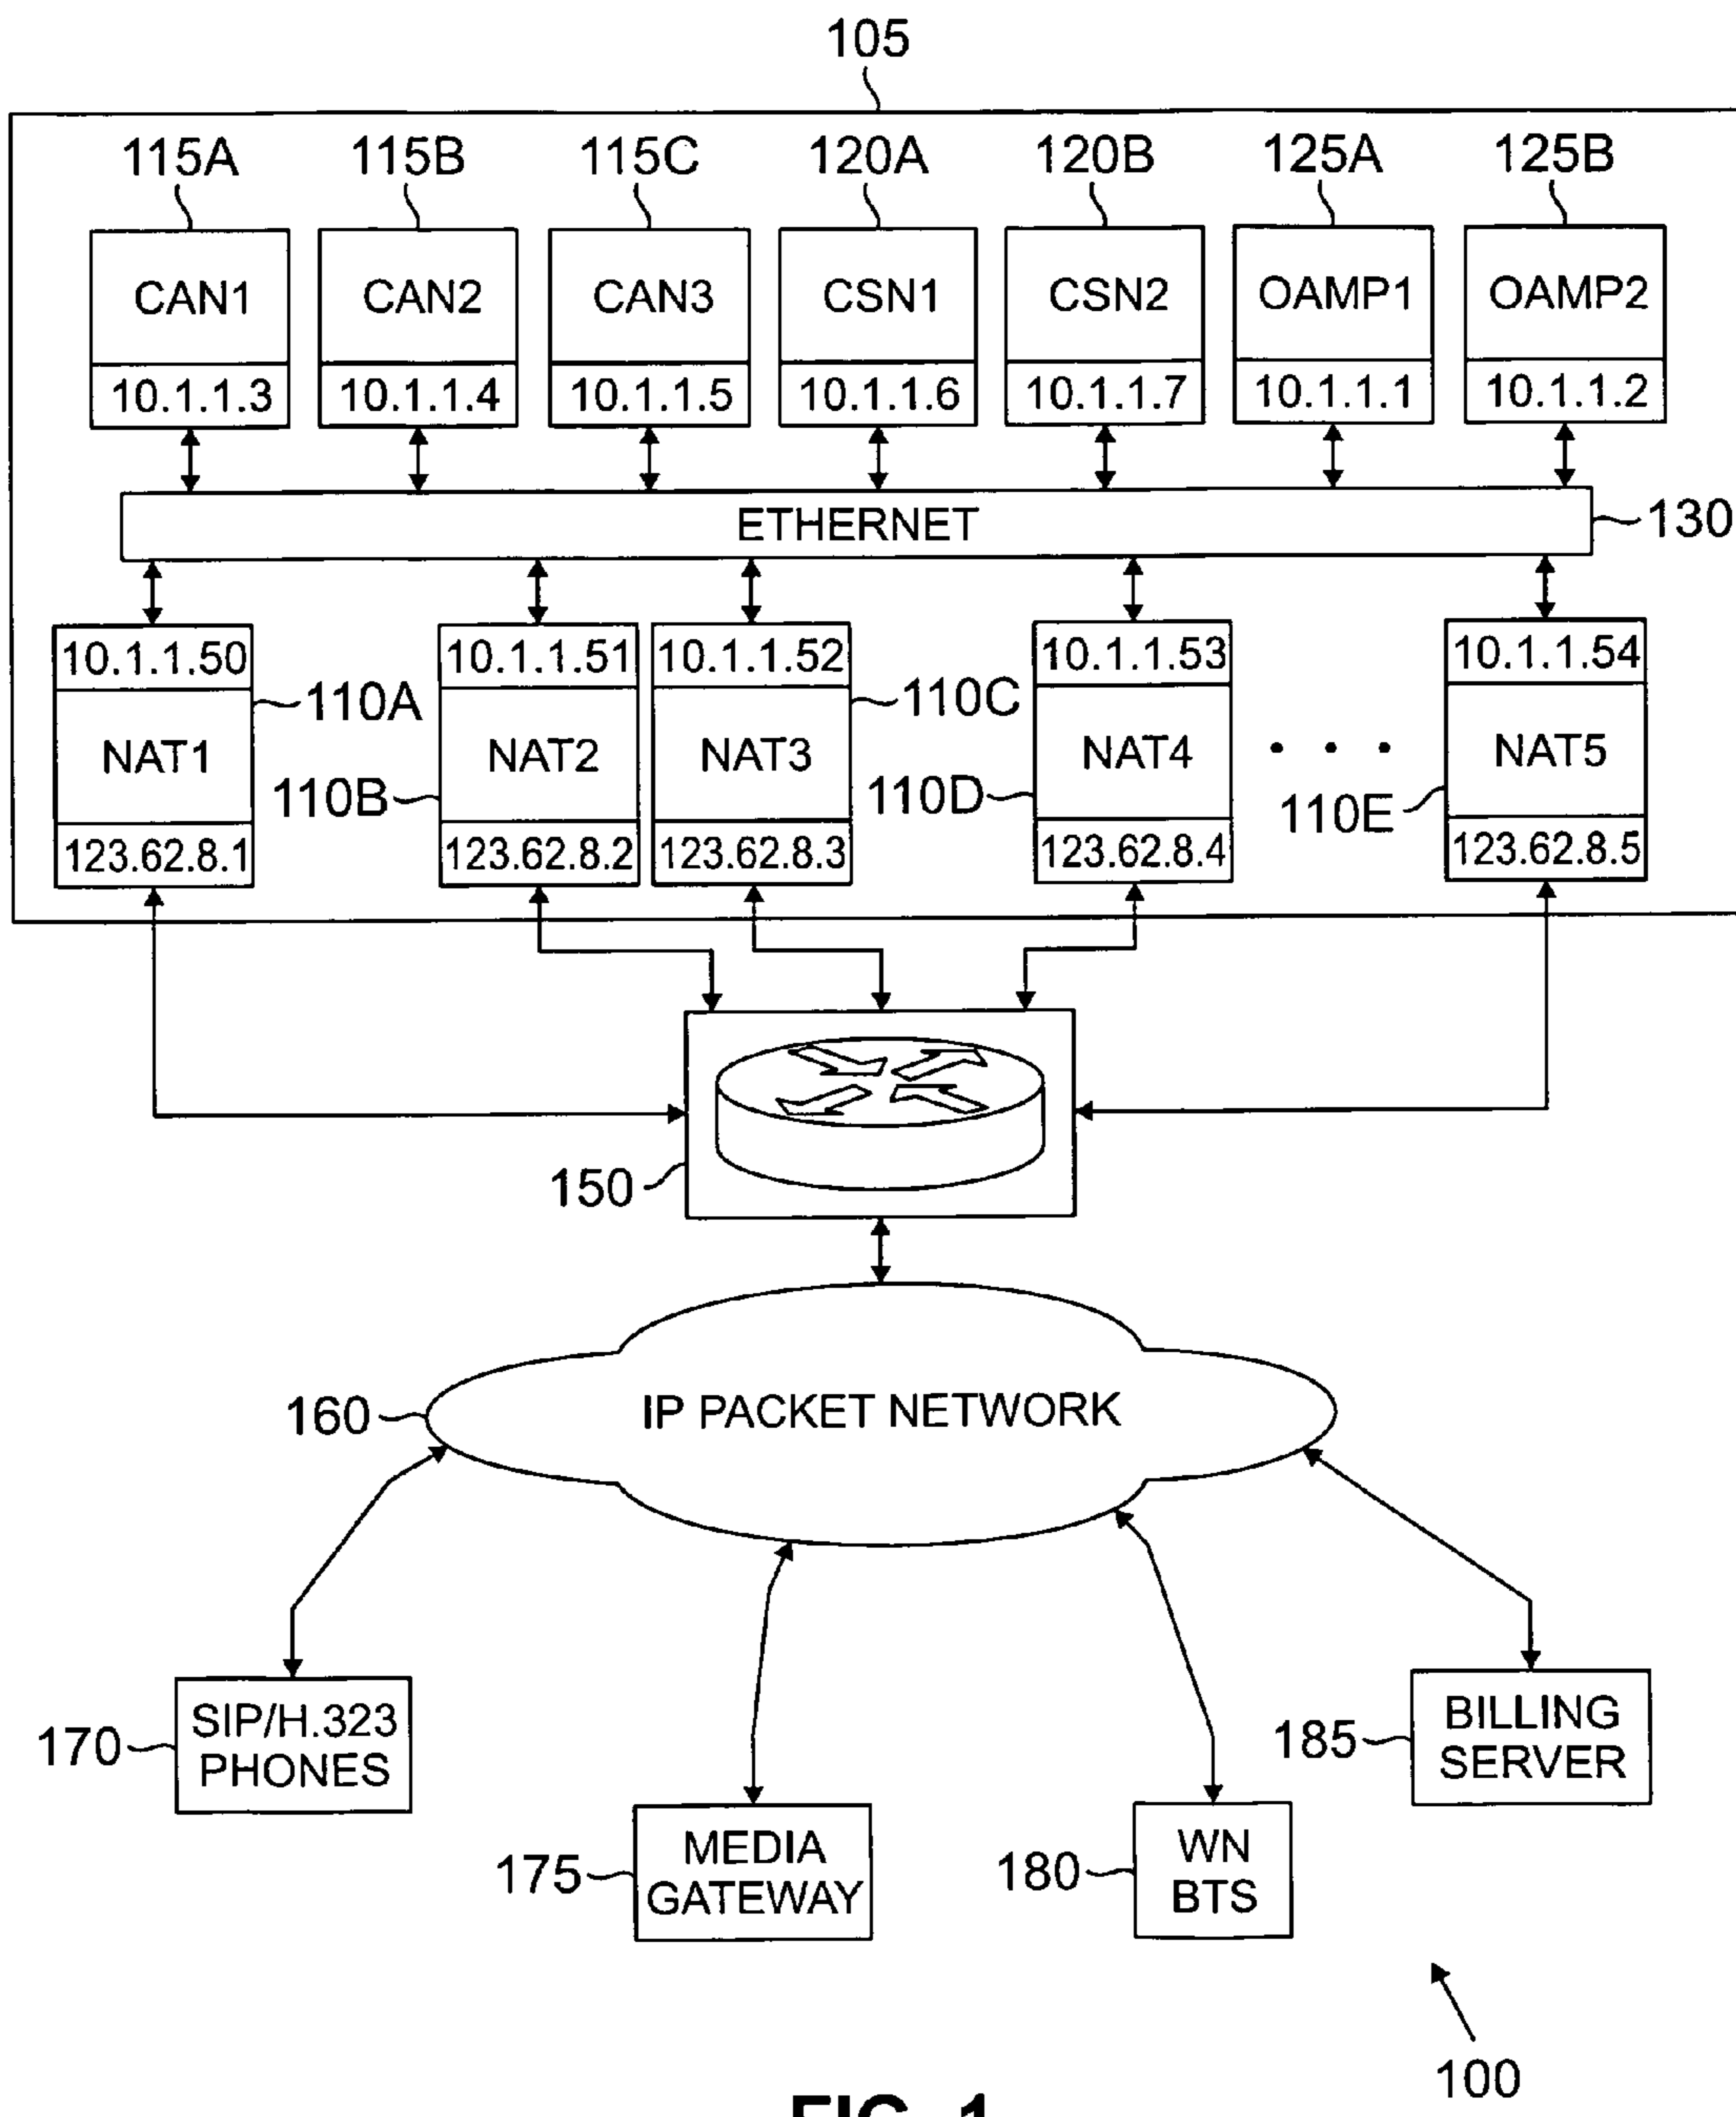 105
115A 115B 115C 120A 120B 125A 125B
CAN1 CAN2 CAN3 CSN1 CSN2 OAMP1 OAMP2
10.1.1.3 10.1.1.4 10.1.1.5 10.1.1.6 10.1.1.7 10.1.1.1 10.1.1.2
ETHERNET 130
10.1.1.50 10.1.1.51 10.1.1.52 10.1.1.53 10.1.1.54
110A 110C
NAT1 NAT2 NAT3 NAT4 . . . NAT5
110B 110D 110E
123.62.8.1 123.62.8.2 123.62.8.3 123.62.8.4 123.62.8.5
150
160 IP PACKET NETWORK
170 SIP/H.323
PHONES
185 BILLING
SERVER
175 MEDIA
GATEWAY
180 WN
BTS
100
FIG. 1